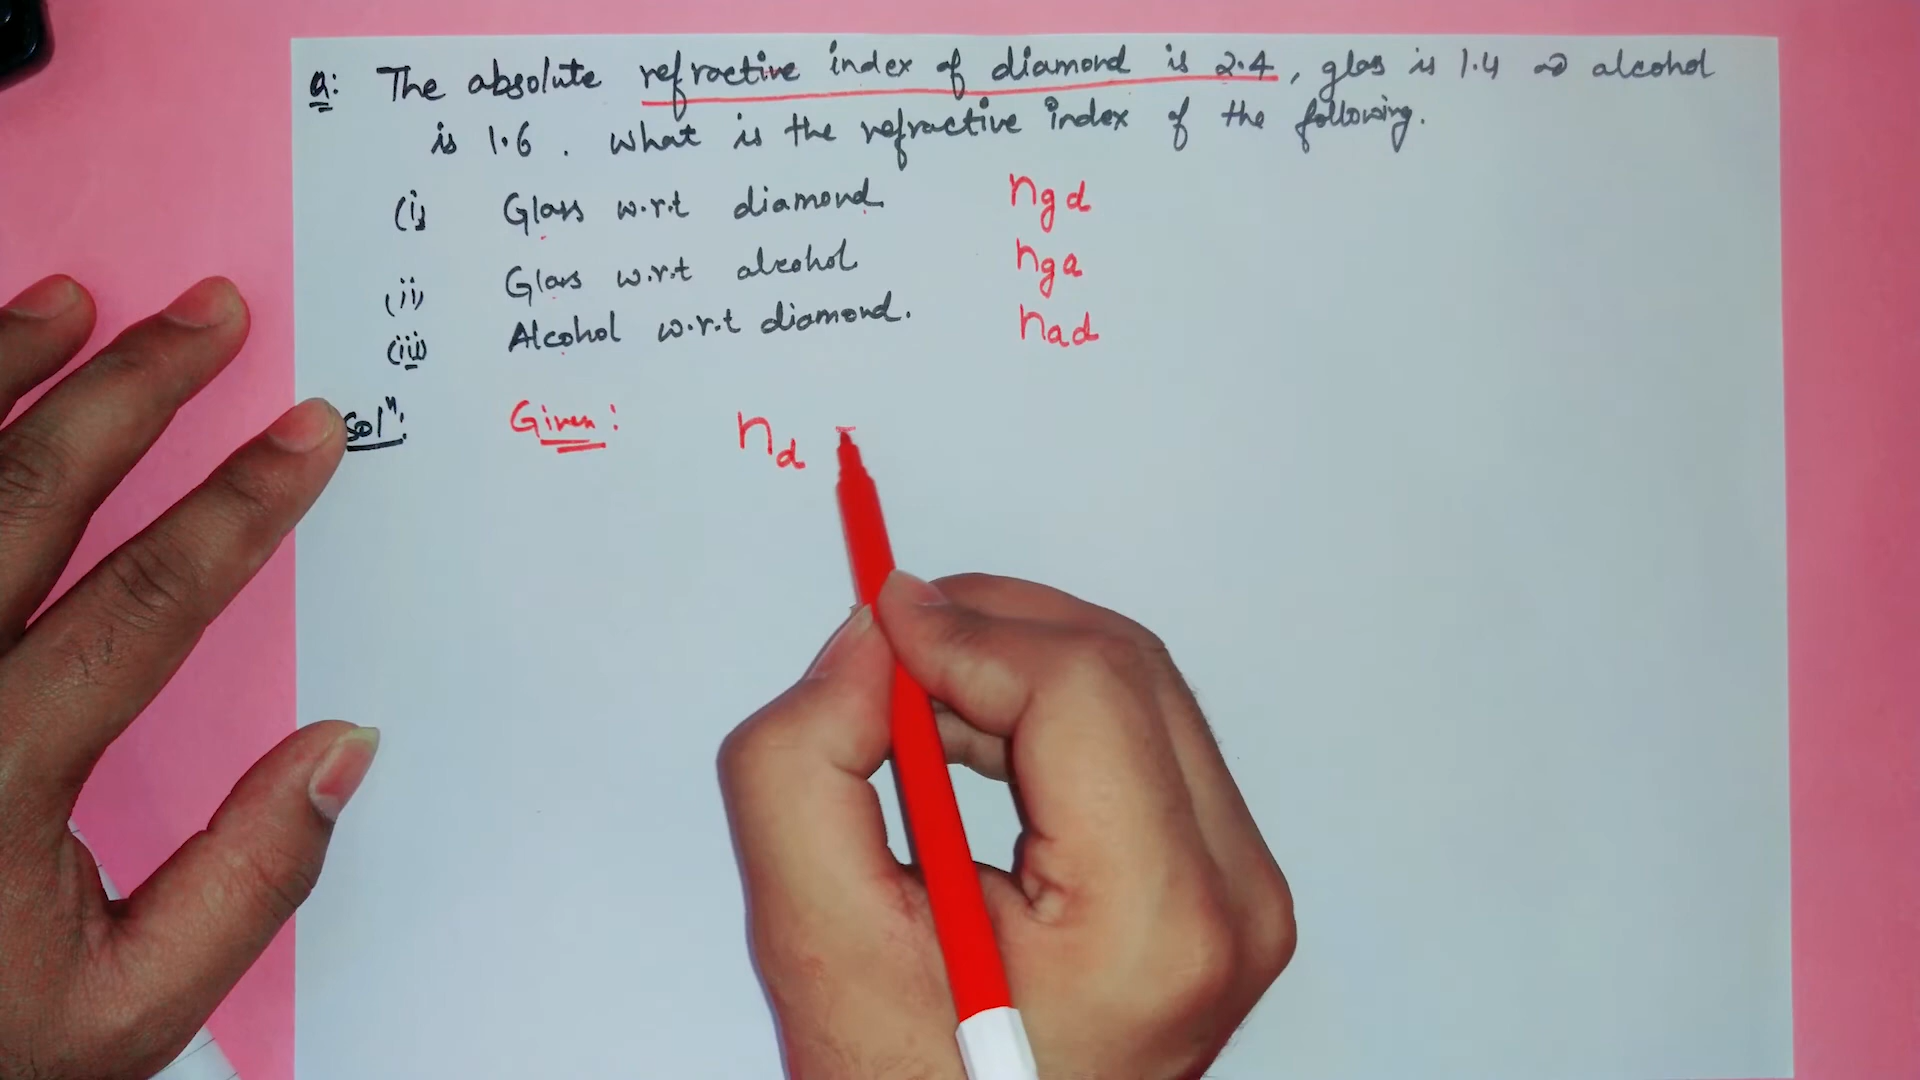 Q: The absolute refractive index of diamond is 2.4, glas is 1.4 alcohol
is 1.6. What is the refractive index of the following.
(i) Glass w.r.t diamond ngd
(ii) Glass w.r.t alcohol nga
(iii) Alcohol w.r.t diamond. nad
Solⁿ: Given: nd =